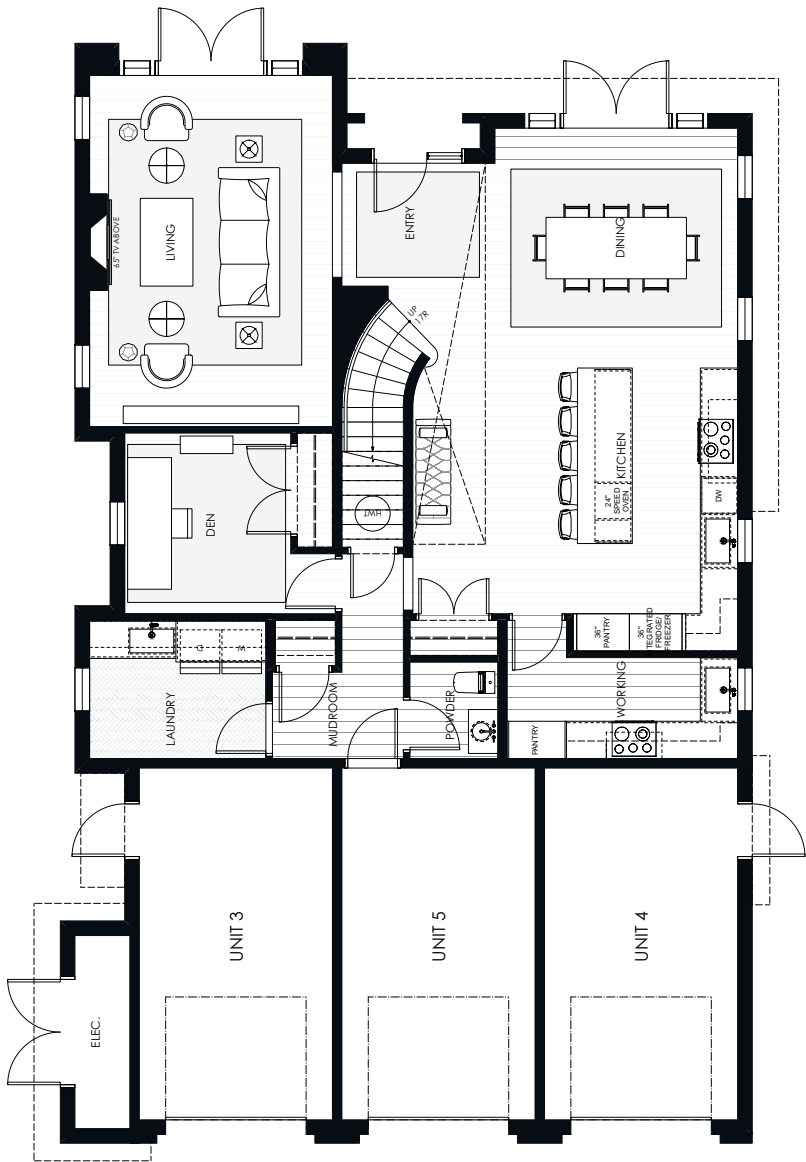 LIVING
65" TV ABOVE
ENTRY
DINING
UP
17R
KITCHEN
24"
SPEED
OVEN
DW
HWT
DEN
36"
PANTRY
36"
TEGRATED
FRIDGE/
FREEZER
LAUNDRY
D
W
MUDROOM
POWDER
WORKING
PANTRY
UNIT 3
UNIT 5
UNIT 4
ELEC.